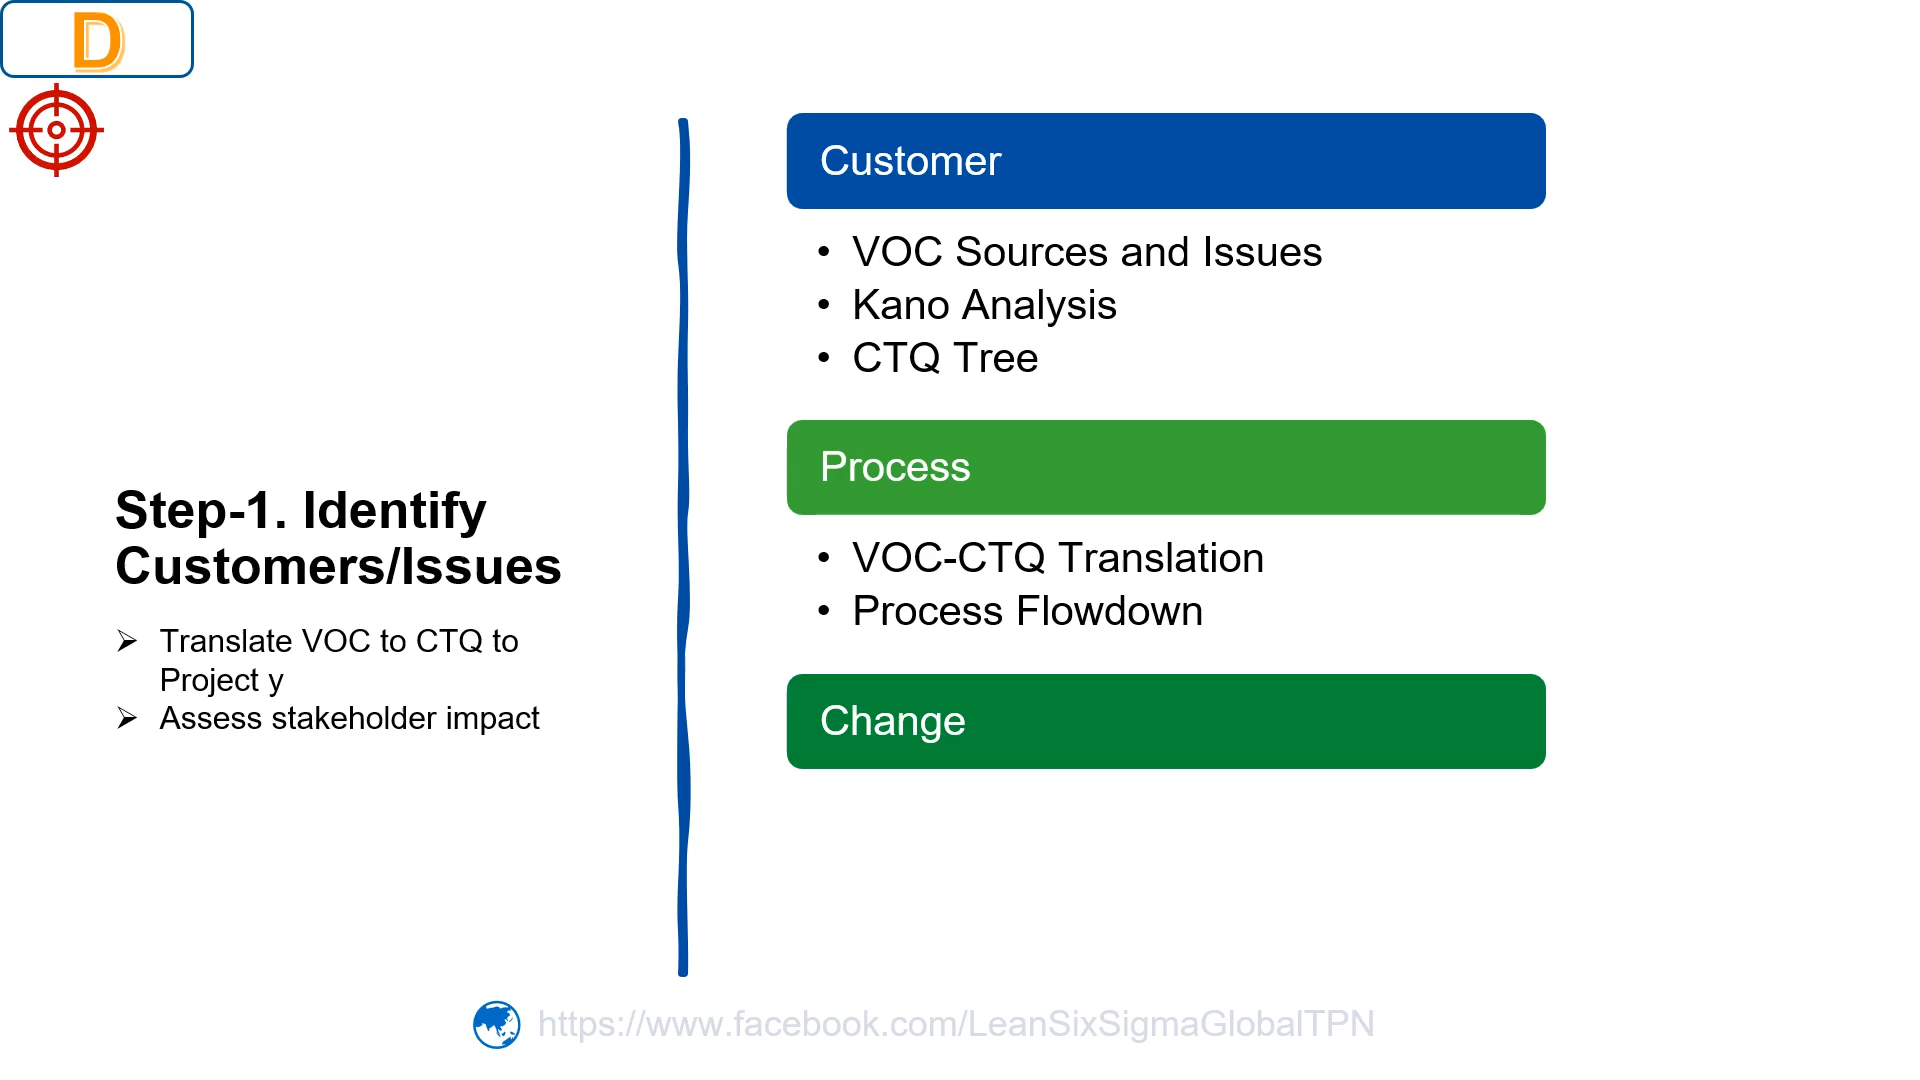 D
Step-1. Identify
Customers/Issues
➢ Translate VOC to CTQ to
Project y
➢ Assess stakeholder impact
Customer
• VOC Sources and Issues
• Kano Analysis
• CTQ Tree
Process
• VOC-CTQ Translation
• Process Flowdown
Change
https://www.facebook.com/LeanSixSigmaGlobalTPN